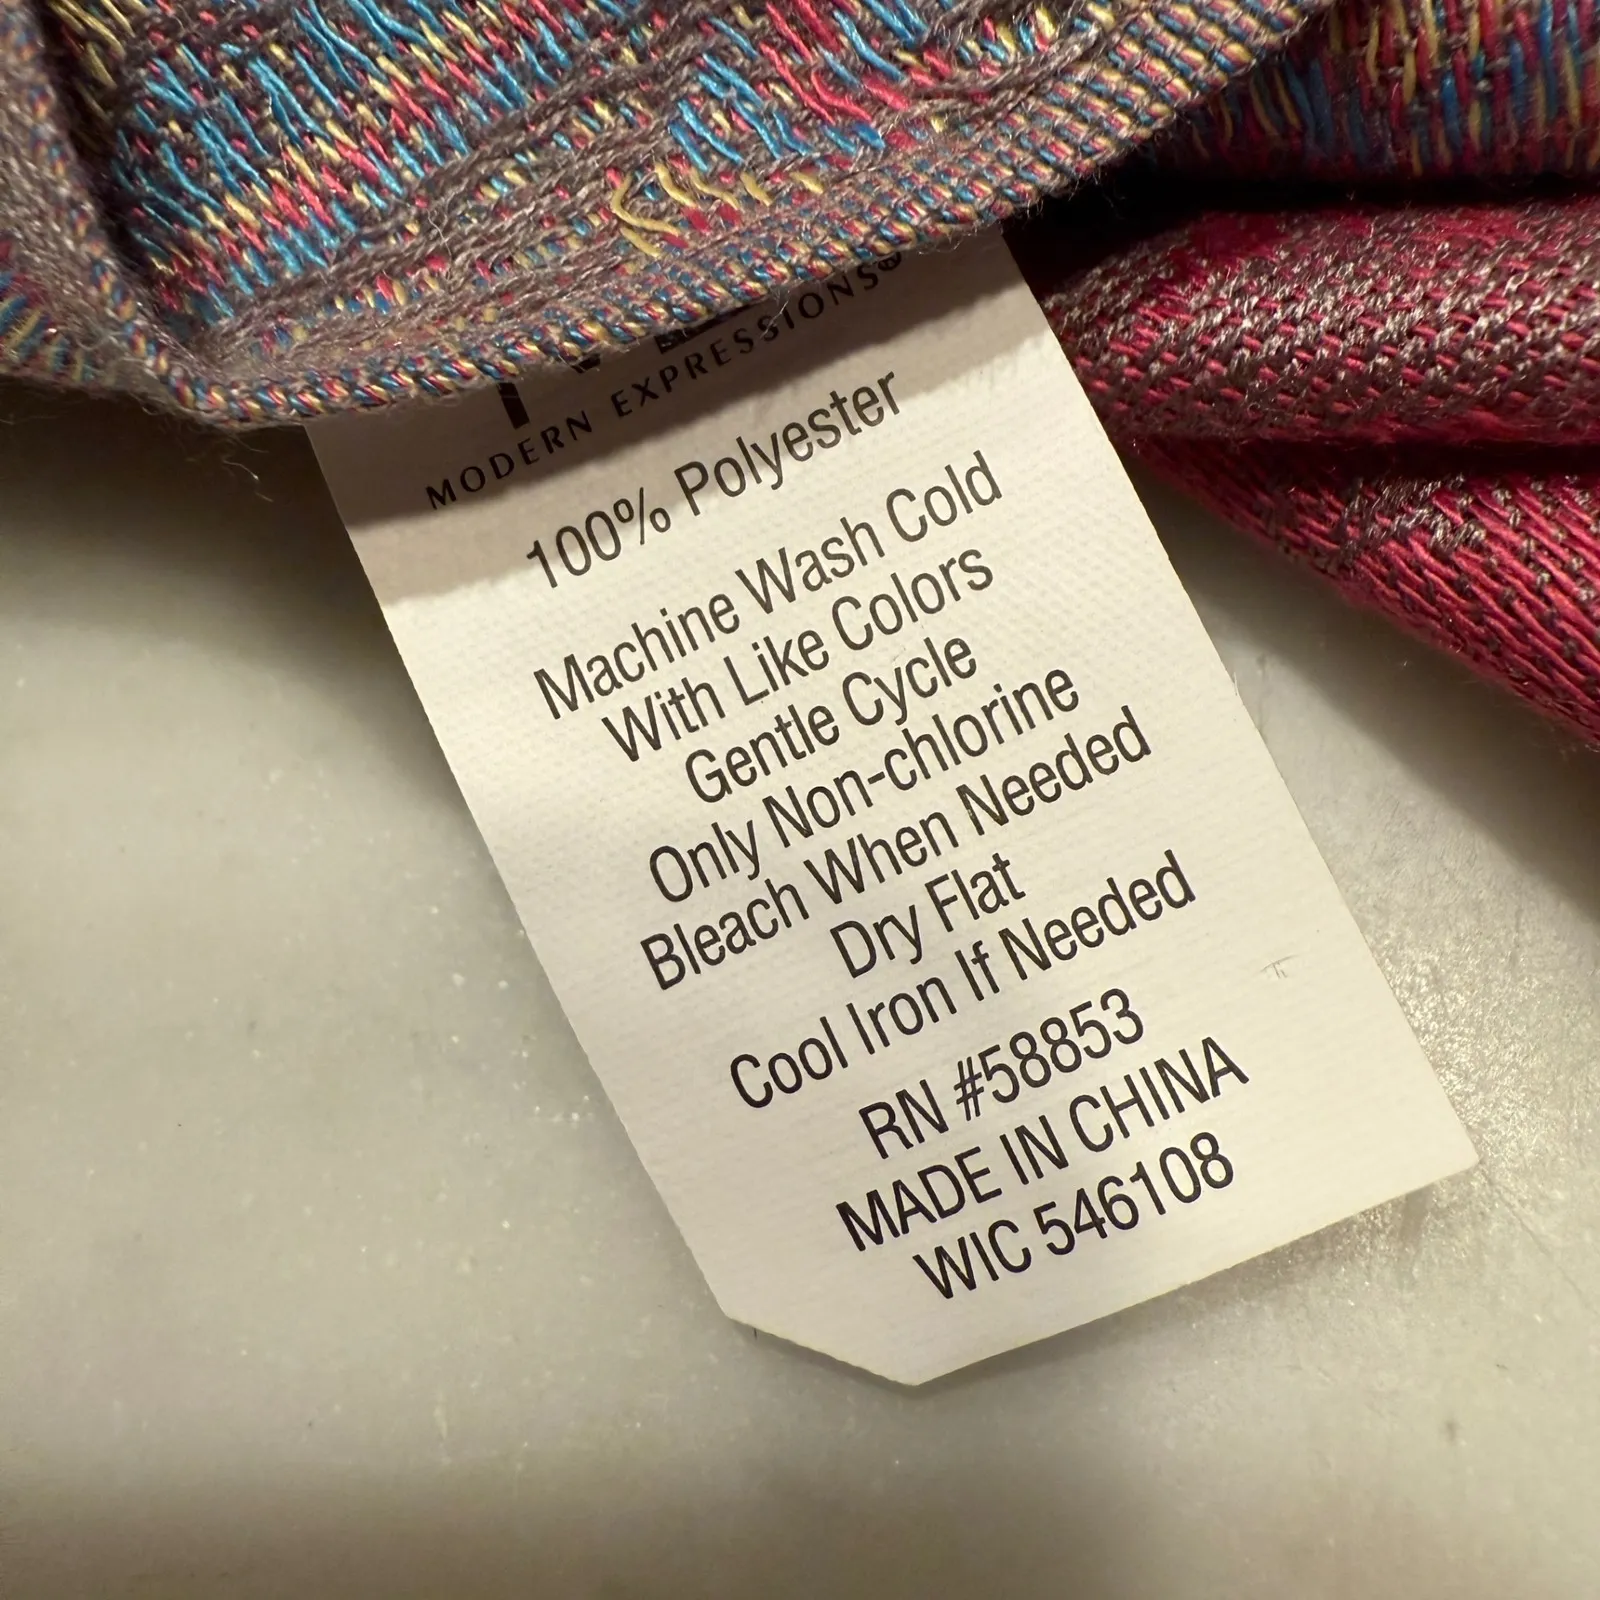 MODERN EXPRESSIONS®
100% Polyester
Machine Wash Cold
With Like Colors
Gentle Cycle
Only Non-chlorine
Bleach When Needed
Dry Flat
Cool Iron If Needed
RN #58853
MADE IN CHINA
WIC 546108